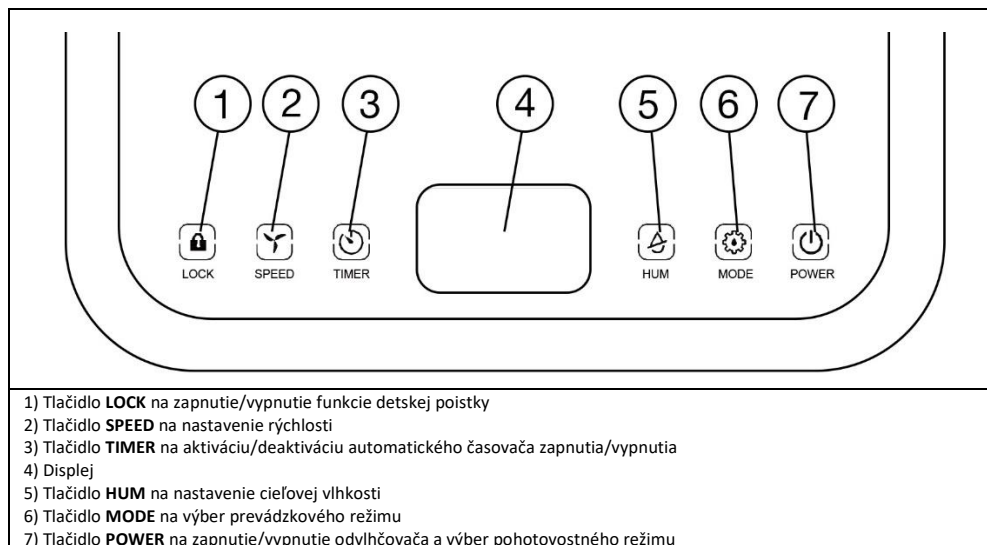 1 2 3 4 5 6 7
LOCK SPEED TIMER HUM MODE POWER
1) Tlačidlo LOCK na zapnutie/vypnutie funkcie detskej poistky
2) Tlačidlo SPEED na nastavenie rýchlosti
3) Tlačidlo TIMER na aktiváciu/deaktiváciu automatického časovača zapnutia/vypnutia
4) Displej
5) Tlačidlo HUM na nastavenie cieľovej vlhkosti
6) Tlačidlo MODE na výber prevádzkového režimu
7) Tlačidlo POWER na zapnutie/vypnutie odvlhčovača a výber pohotovostného režimu